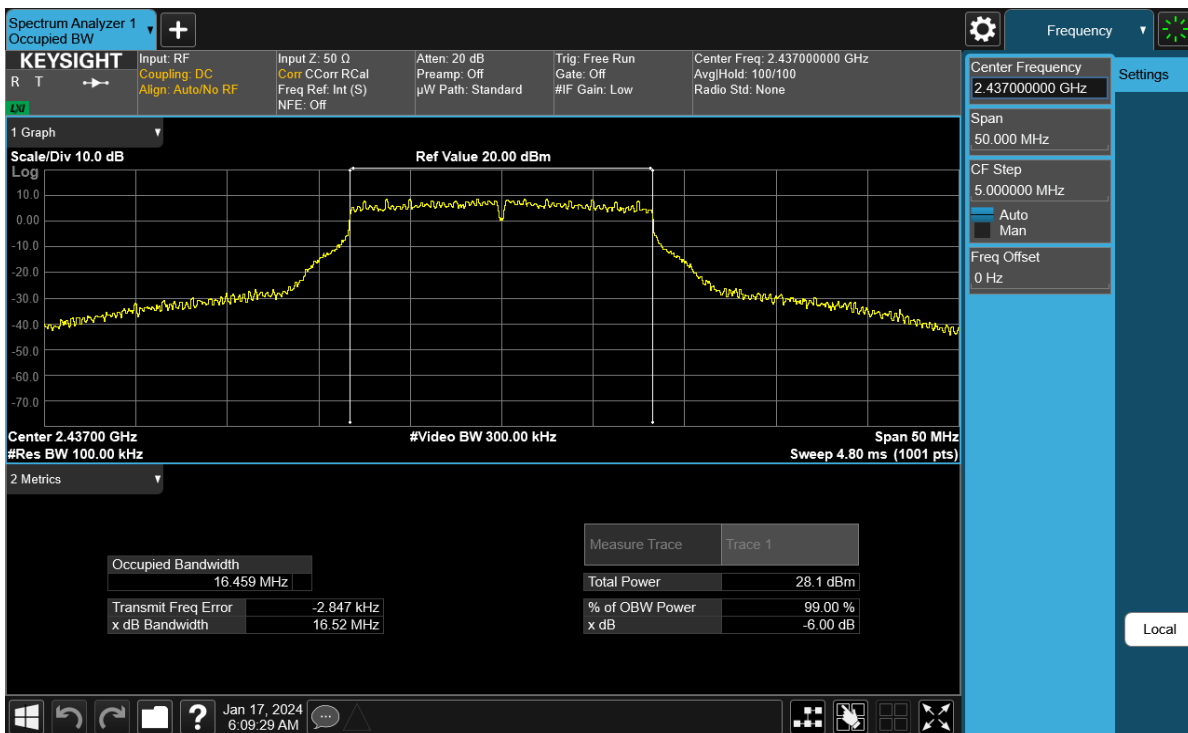 Spectrum Analyzer 1
Occupied BW
Frequency
KEYSIGHT
R T
LXI
Input: RF
Coupling: DC
Align: Auto/No RF
Input Z: 50 Ω
Corr CCorr RCal
Freq Ref: Int (S)
NFE: Off
Atten: 20 dB
Preamp: Off
µW Path: Standard
Trig: Free Run
Gate: Off
#IF Gain: Low
Center Freq: 2.437000000 GHz
Avg|Hold: 100/100
Radio Std: None
Center Frequency
2.437000000 GHz
Settings
Span
50.000 MHz
CF Step
5.000000 MHz
Auto
Man
Freq Offset
0 Hz
1 Graph
Scale/Div 10.0 dB
Ref Value 20.00 dBm
Log
10.0
0.00
-10.0
-20.0
-30.0
-40.0
-50.0
-60.0
-70.0
Center 2.43700 GHz
#Video BW 300.00 kHz
Span 50 MHz
#Res BW 100.00 kHz
Sweep 4.80 ms (1001 pts)
2 Metrics
Measure Trace
Trace 1
Occupied Bandwidth
16.459 MHz
Total Power 28.1 dBm
Transmit Freq Error -2.847 kHz
% of OBW Power 99.00 %
x dB Bandwidth 16.52 MHz
x dB -6.00 dB
Local
?
Jan 17, 2024
6:09:29 AM